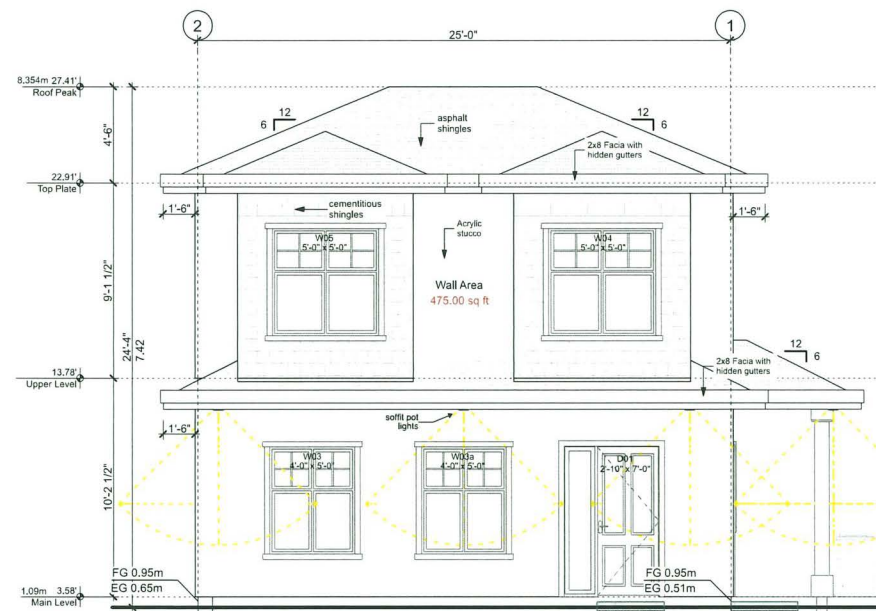 2
1
25'-0"
8.354m 27.41'
Roof Peak
12
6
12
6
asphalt
shingles
4'-6"
2x8 Facia with
hidden gutters
22.91'
Top Plate
1'-6"
cementitious
shingles
1'-6"
Acrylic
stucco
W05
5'-0" x 5'-0"
W04
5'-0" x 5'-0"
9'-1 1/2"
Wall Area
475.00 sq ft
24'-4"
7.42
12
6
2x8 Facia with
hidden gutters
13.78'
Upper Level
soffit pot
lights
1'-6"
W03
4'-0" x 5'-0"
W03a
4'-0" x 5'-0"
D01
2'-10" x 7'-0"
10'-2 1/2"
FG 0.95m
EG 0.65m
FG 0.95m
EG 0.51m
1.09m 3.58'
Main Level